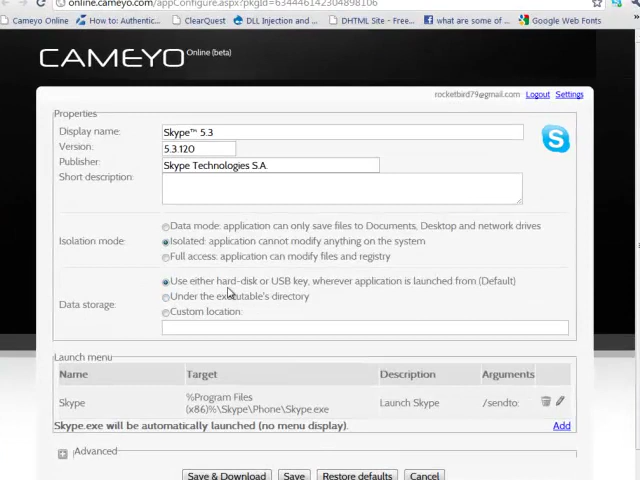 online.cameyo.com/appConfigure.aspx?pkgId=634446142304898106
Cameyo Online
How to: Authentic...
ClearQuest
DLL Injection and ...
DHTML Site - Free...
what are some of ...
Google Web Fonts
CAMEYO Online (beta)
rocketbird79@gmail.com Logout Settings
Properties
Display name: Skype™ 5.3
Version: 5.3.120
Publisher: Skype Technologies S.A.
Short description:
Isolation mode:
Data mode: application can only save files to Documents, Desktop and network drives
Isolated: application cannot modify anything on the system
Full access: application can modify files and registry
Data storage:
Use either hard-disk or USB key, wherever application is launched from (Default)
Under the executable's directory
Custom location:
Launch menu
Name Target Description Arguments
Skype %Program Files (x86)%\Skype\Phone\Skype.exe Launch Skype /sendto:
Skype.exe will be automatically launched (no menu display). Add
Advanced
Save & Download Save Restore defaults Cancel